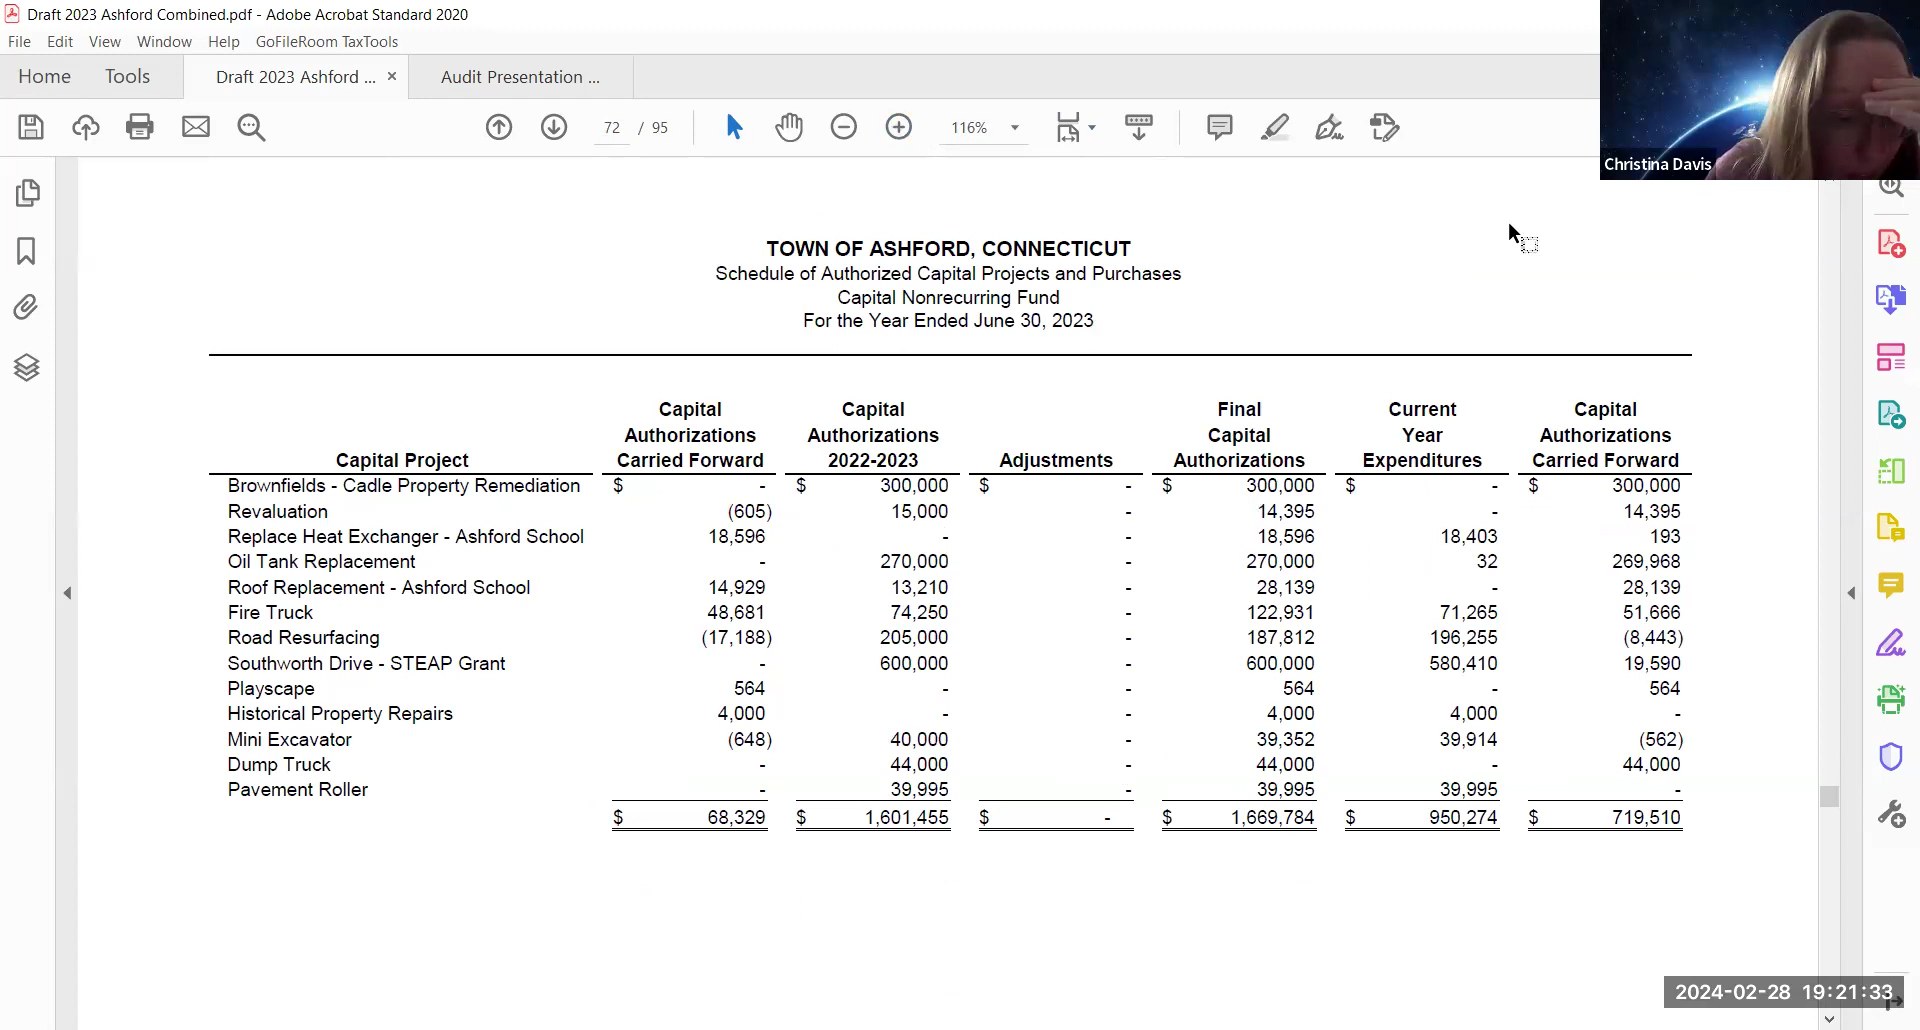 Draft 2023 Ashford Combined.pdf - Adobe Acrobat Standard 2020
File Edit View Window Help GoFileRoom TaxTools
Home Tools Draft 2023 Ashford ... × Audit Presentation ...
72 / 95 116%
Christina Davis
TOWN OF ASHFORD, CONNECTICUT
Schedule of Authorized Capital Projects and Purchases
Capital Nonrecurring Fund
For the Year Ended June 30, 2023
Capital Capital Final Current Capital
Authorizations Authorizations Capital Year Authorizations
Capital Project Carried Forward 2022-2023 Adjustments Authorizations Expenditures Carried Forward
Brownfields - Cadle Property Remediation $ - $ 300,000 $ - $ 300,000 $ - $ 300,000
Revaluation (605) 15,000 - 14,395 - 14,395
Replace Heat Exchanger - Ashford School 18,596 - - 18,596 18,403 193
Oil Tank Replacement - 270,000 - 270,000 32 269,968
Roof Replacement - Ashford School 14,929 13,210 - 28,139 - 28,139
Fire Truck 48,681 74,250 - 122,931 71,265 51,666
Road Resurfacing (17,188) 205,000 - 187,812 196,255 (8,443)
Southworth Drive - STEAP Grant - 600,000 - 600,000 580,410 19,590
Playscape 564 - - 564 - 564
Historical Property Repairs 4,000 - - 4,000 4,000 -
Mini Excavator (648) 40,000 - 39,352 39,914 (562)
Dump Truck - 44,000 - 44,000 - 44,000
Pavement Roller - 39,995 - 39,995 39,995 -
$ 68,329 $ 1,601,455 $ - $ 1,669,784 $ 950,274 $ 719,510
2024-02-28 19:21:33